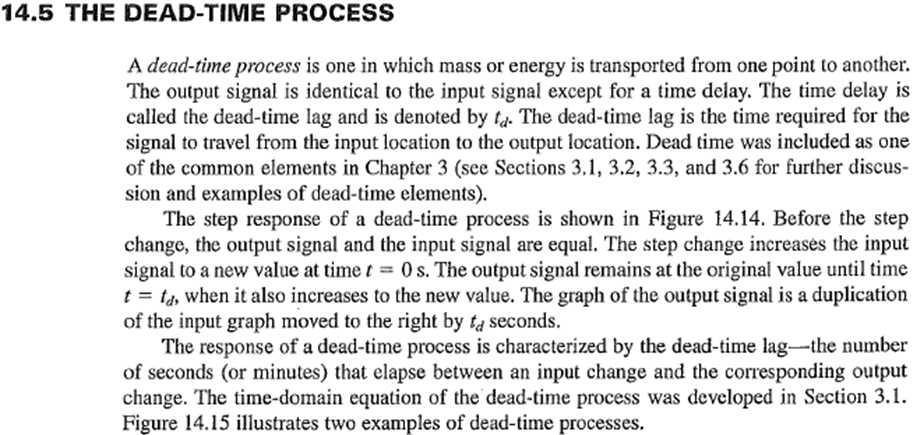 14.5 THE DEAD-TIME PROCESS
A dead-time process is one in which mass or energy is transported from one point to another.
The output signal is identical to the input signal except for a time delay. The time delay is
called the dead-time lag and is denoted by t_d. The dead-time lag is the time required for the
signal to travel from the input location to the output location. Dead time was included as one
of the common elements in Chapter 3 (see Sections 3.1, 3.2, 3.3, and 3.6 for further discus-
sion and examples of dead-time elements).
The step response of a dead-time process is shown in Figure 14.14. Before the step
change, the output signal and the input signal are equal. The step change increases the input
signal to a new value at time t = 0 s. The output signal remains at the original value until time
t = t_d, when it also increases to the new value. The graph of the output signal is a duplication
of the input graph moved to the right by t_d seconds.
The response of a dead-time process is characterized by the dead-time lag—the number
of seconds (or minutes) that elapse between an input change and the corresponding output
change. The time-domain equation of the dead-time process was developed in Section 3.1.
Figure 14.15 illustrates two examples of dead-time processes.